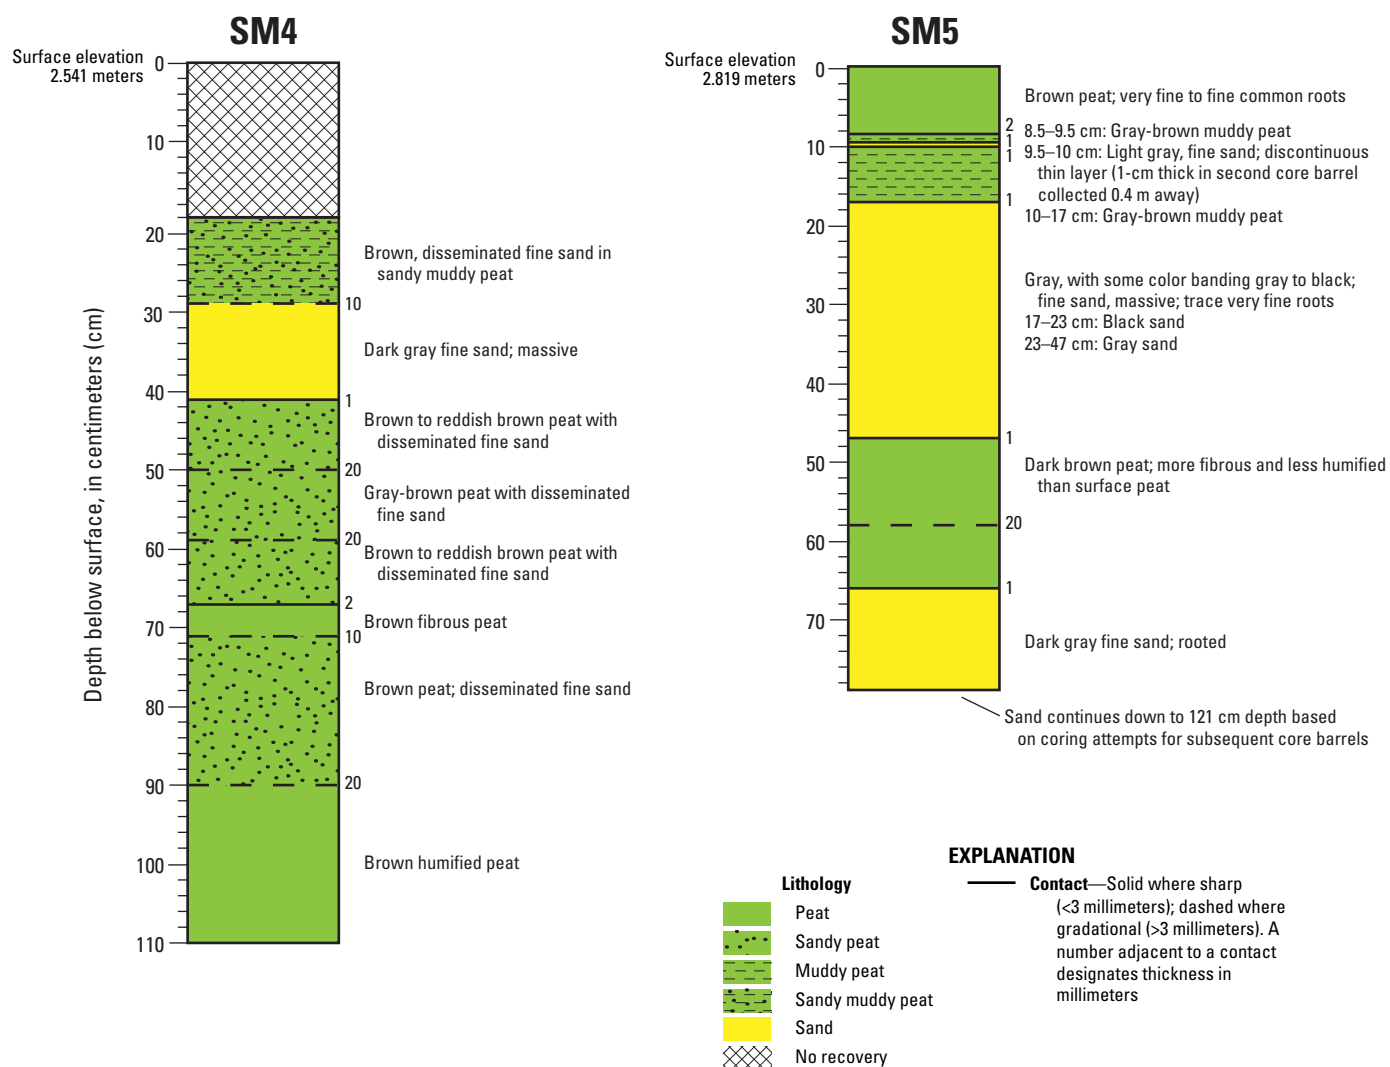 SM4
Surface elevation
2.541 meters
Depth below surface, in centimeters (cm)
0
10
20
30
40
50
60
70
80
90
100
110
Brown, disseminated fine sand in
sandy muddy peat
10
Dark gray fine sand; massive
1
Brown to reddish brown peat with
disseminated fine sand
20
Gray-brown peat with disseminated
fine sand
20
Brown to reddish brown peat with
disseminated fine sand
2
Brown fibrous peat
10
Brown peat; disseminated fine sand
20
Brown humified peat
SM5
Surface elevation
2.819 meters
0
10
20
30
40
50
60
70
Brown peat; very fine to fine common roots
2
8.5–9.5 cm: Gray-brown muddy peat
1
9.5–10 cm: Light gray, fine sand; discontinuous
1
thin layer (1-cm thick in second core barrel
collected 0.4 m away)
1
10–17 cm: Gray-brown muddy peat
Gray, with some color banding gray to black;
fine sand, massive; trace very fine roots
17–23 cm: Black sand
23–47 cm: Gray sand
1
Dark brown peat; more fibrous and less humified
than surface peat
20
1
Dark gray fine sand; rooted
Sand continues down to 121 cm depth based
on coring attempts for subsequent core barrels
EXPLANATION
Lithology
Peat
Sandy peat
Muddy peat
Sandy muddy peat
Sand
No recovery
Contact—Solid where sharp
(<3 millimeters); dashed where
gradational (>3 millimeters). A
number adjacent to a contact
designates thickness in
millimeters